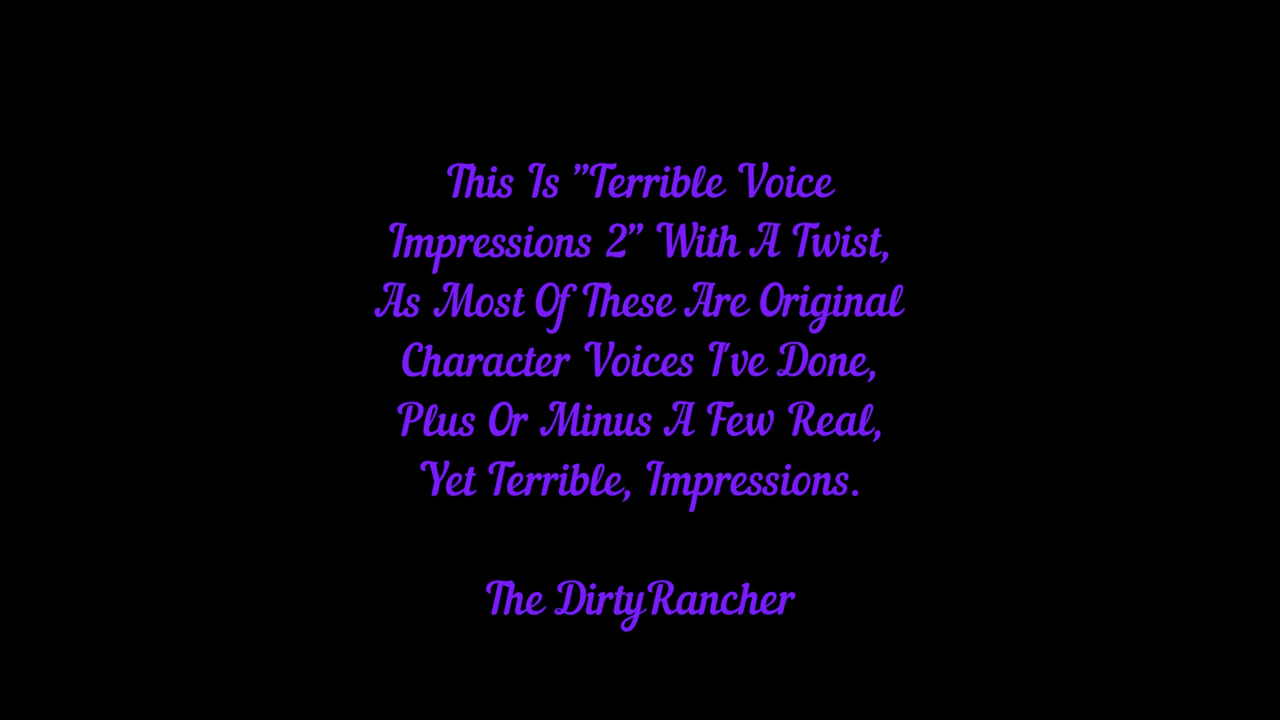 This Is "Terrible Voice
Impressions 2" With A Twist,
As Most Of These Are Original
Character Voices I've Done,
Plus Or Minus A Few Real,
Yet Terrible, Impressions.
The DirtyRancher